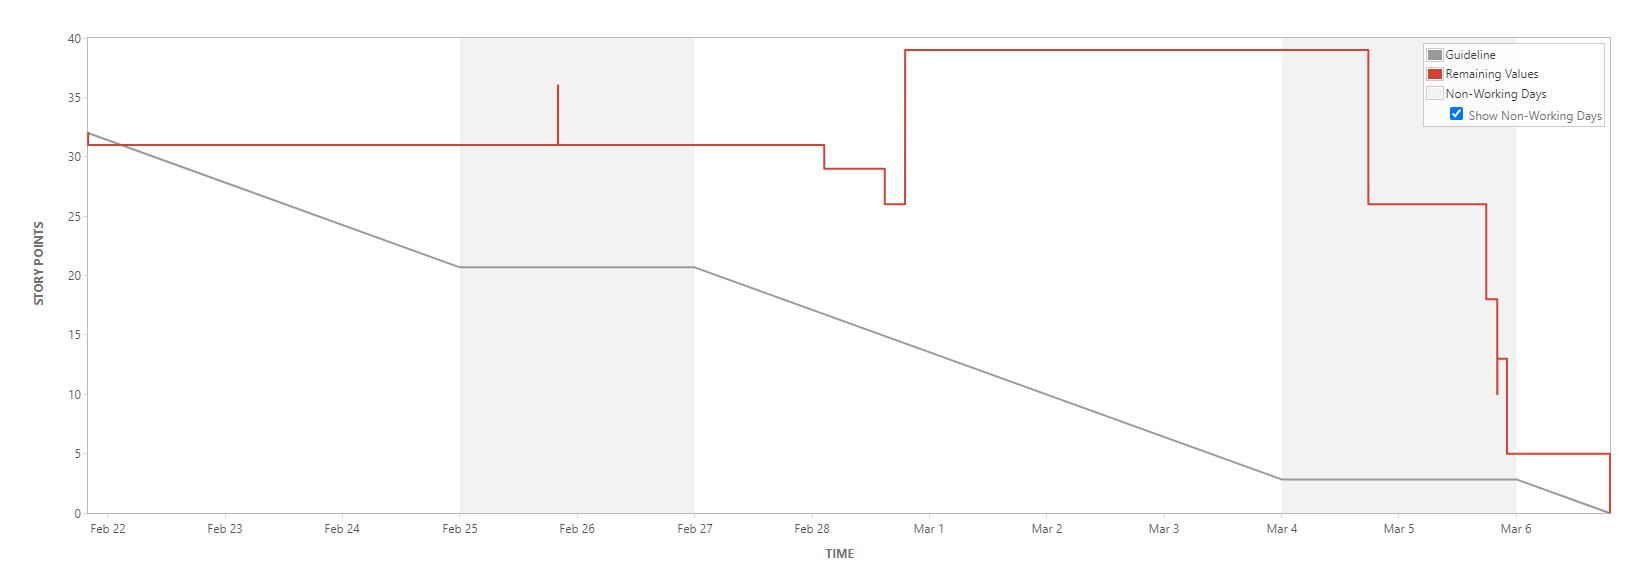 40
35
30
25
20
15
10
5
0
STORY POINTS
Guideline
Remaining Values
Non-Working Days
Show Non-Working Days
Feb 22 Feb 23 Feb 24 Feb 25 Feb 26 Feb 27 Feb 28 Mar 1 Mar 2 Mar 3 Mar 4 Mar 5 Mar 6
TIME